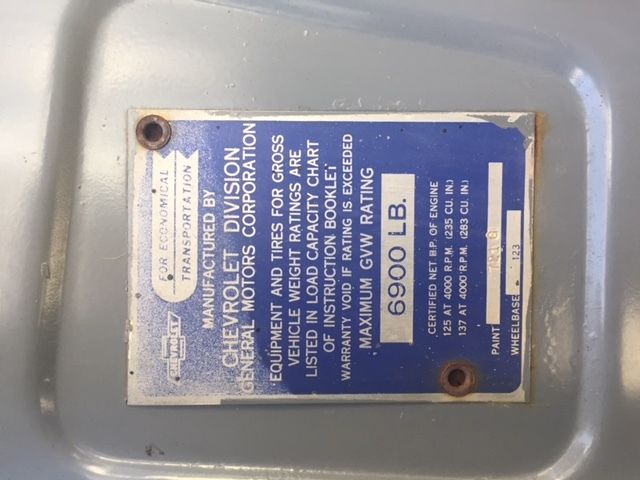 CHEVROLET
FOR ECONOMICAL
TRANSPORTATION
MANUFACTURED BY
CHEVROLET DIVISION
GENERAL MOTORS CORPORATION
EQUIPMENT AND TIRES FOR GROSS
VEHICLE WEIGHT RATINGS ARE
LISTED IN LOAD CAPACITY CHART
OF INSTRUCTION BOOKLET
WARRANTY VOID IF RATING IS EXCEEDED
MAXIMUM GVW RATING
6900 LB.
CERTIFIED NET B.P. OF ENGINE
125 AT 4000 R.P.M. (235 CU. IN.)
137 AT 4000 R.P.M. (283 CU. IN.)
PAINT
WHEELBASE 123